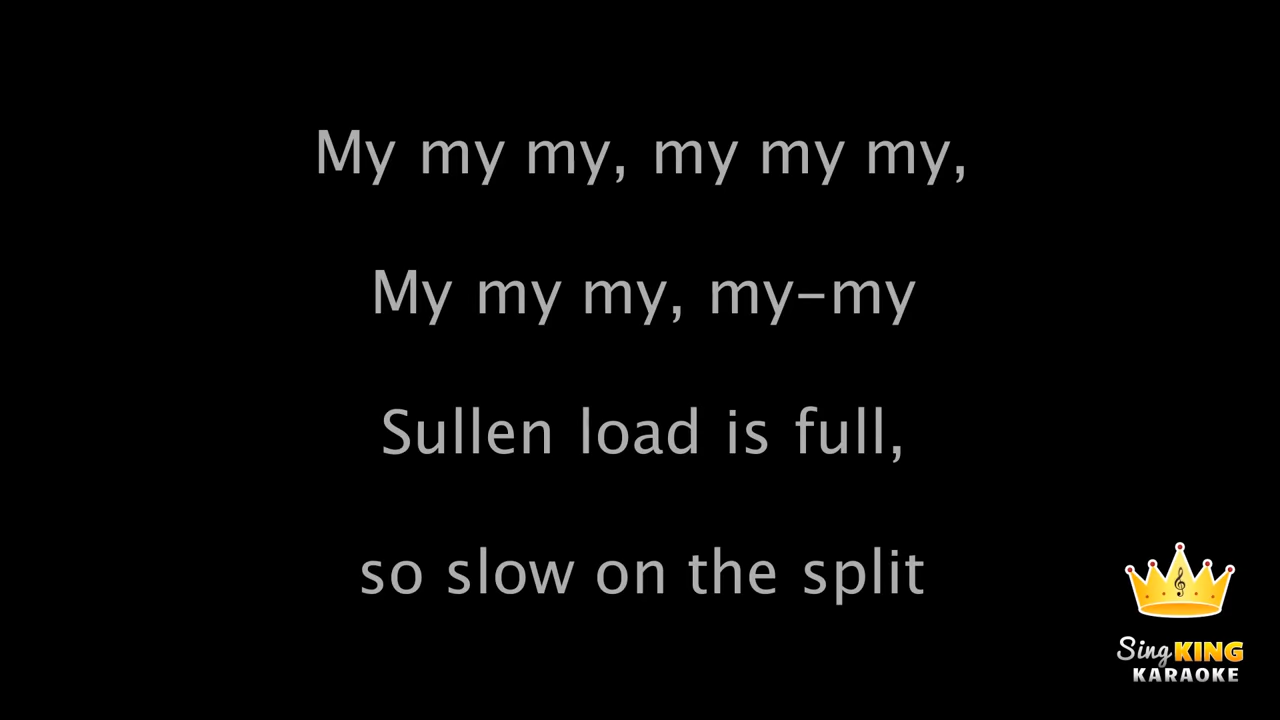 My my my, my my my,
My my my, my-my
Sullen load is full,
so slow on the split
Sing KING
KARAOKE